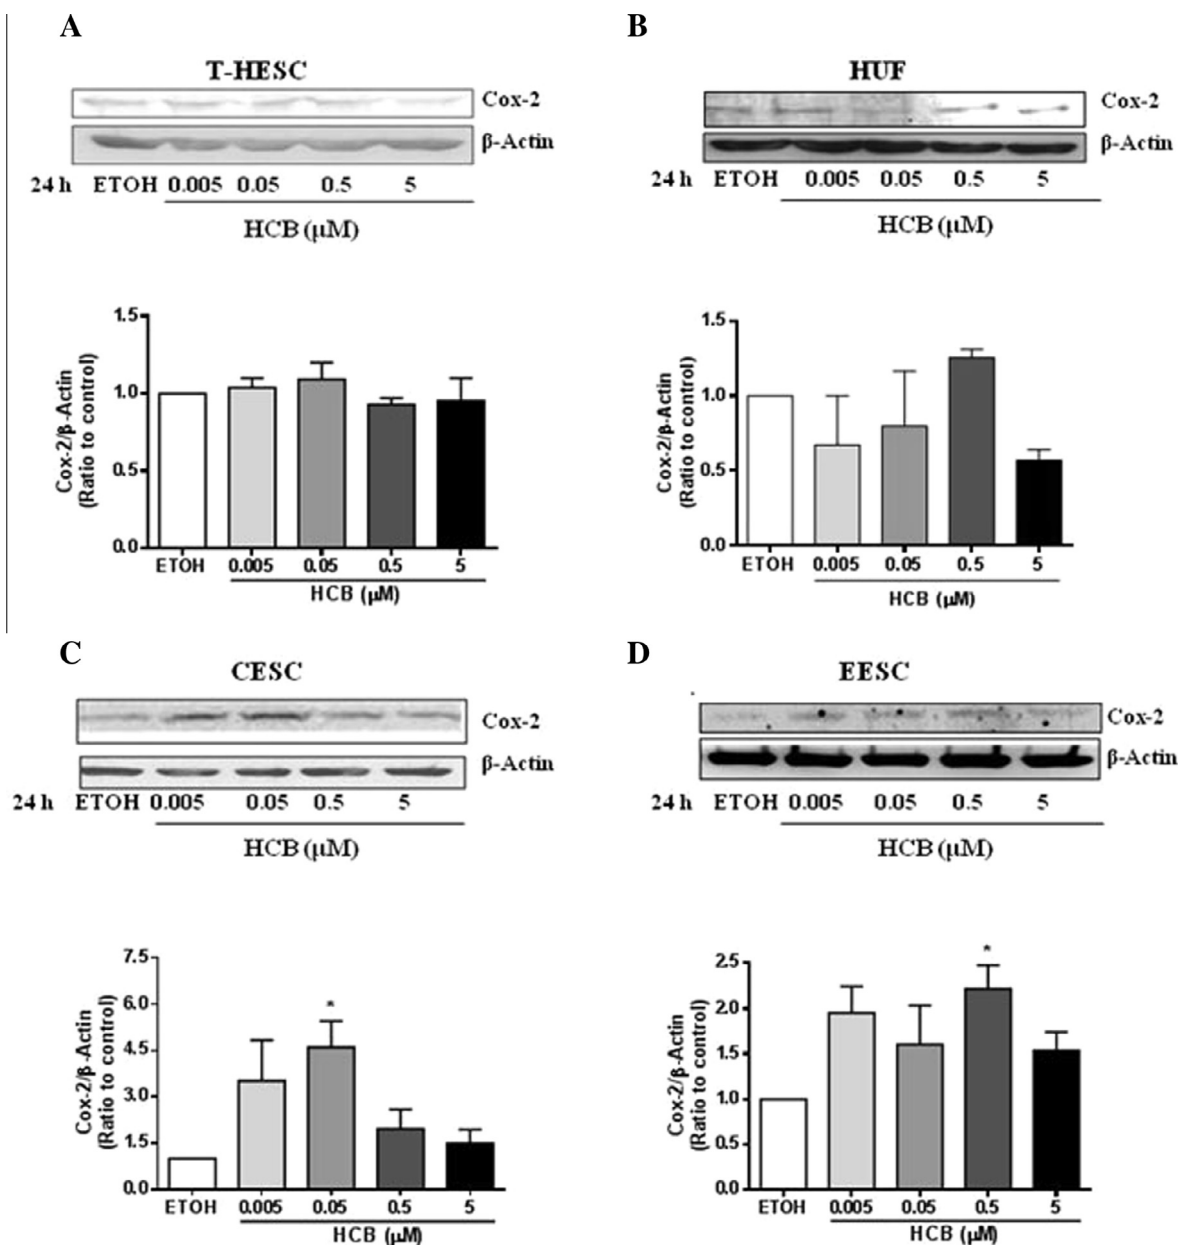 A
T-HESC
Cox-2
β-Actin
24 h ETOH 0.005 0.05 0.5 5
HCB (μM)
1.5
1.0
0.5
0.0
Cox-2/β-Actin
(Ratio to control)
ETOH 0.005 0.05 0.5 5
HCB (μM)
B
HUF
Cox-2
β-Actin
24 h ETOH 0.005 0.05 0.5 5
HCB (μM)
1.5
1.0
0.5
0.0
Cox-2/β-Actin
(Ratio to control)
ETOH 0.005 0.05 0.5 5
HCB (μM)
C
CESC
Cox-2
β-Actin
24 h ETOH 0.005 0.05 0.5 5
HCB (μM)
7.5
6.0
4.5
3.0
1.5
0.0
Cox-2/β-Actin
(Ratio to control)
*
ETOH 0.005 0.05 0.5 5
HCB (μM)
D
EESC
Cox-2
β-Actin
24 h ETOH 0.005 0.05 0.5 5
HCB (μM)
2.5
2.0
1.5
1.0
0.5
0.0
Cox-2/β-Actin
(Ratio to control)
*
ETOH 0.005 0.05 0.5 5
HCB (μM)